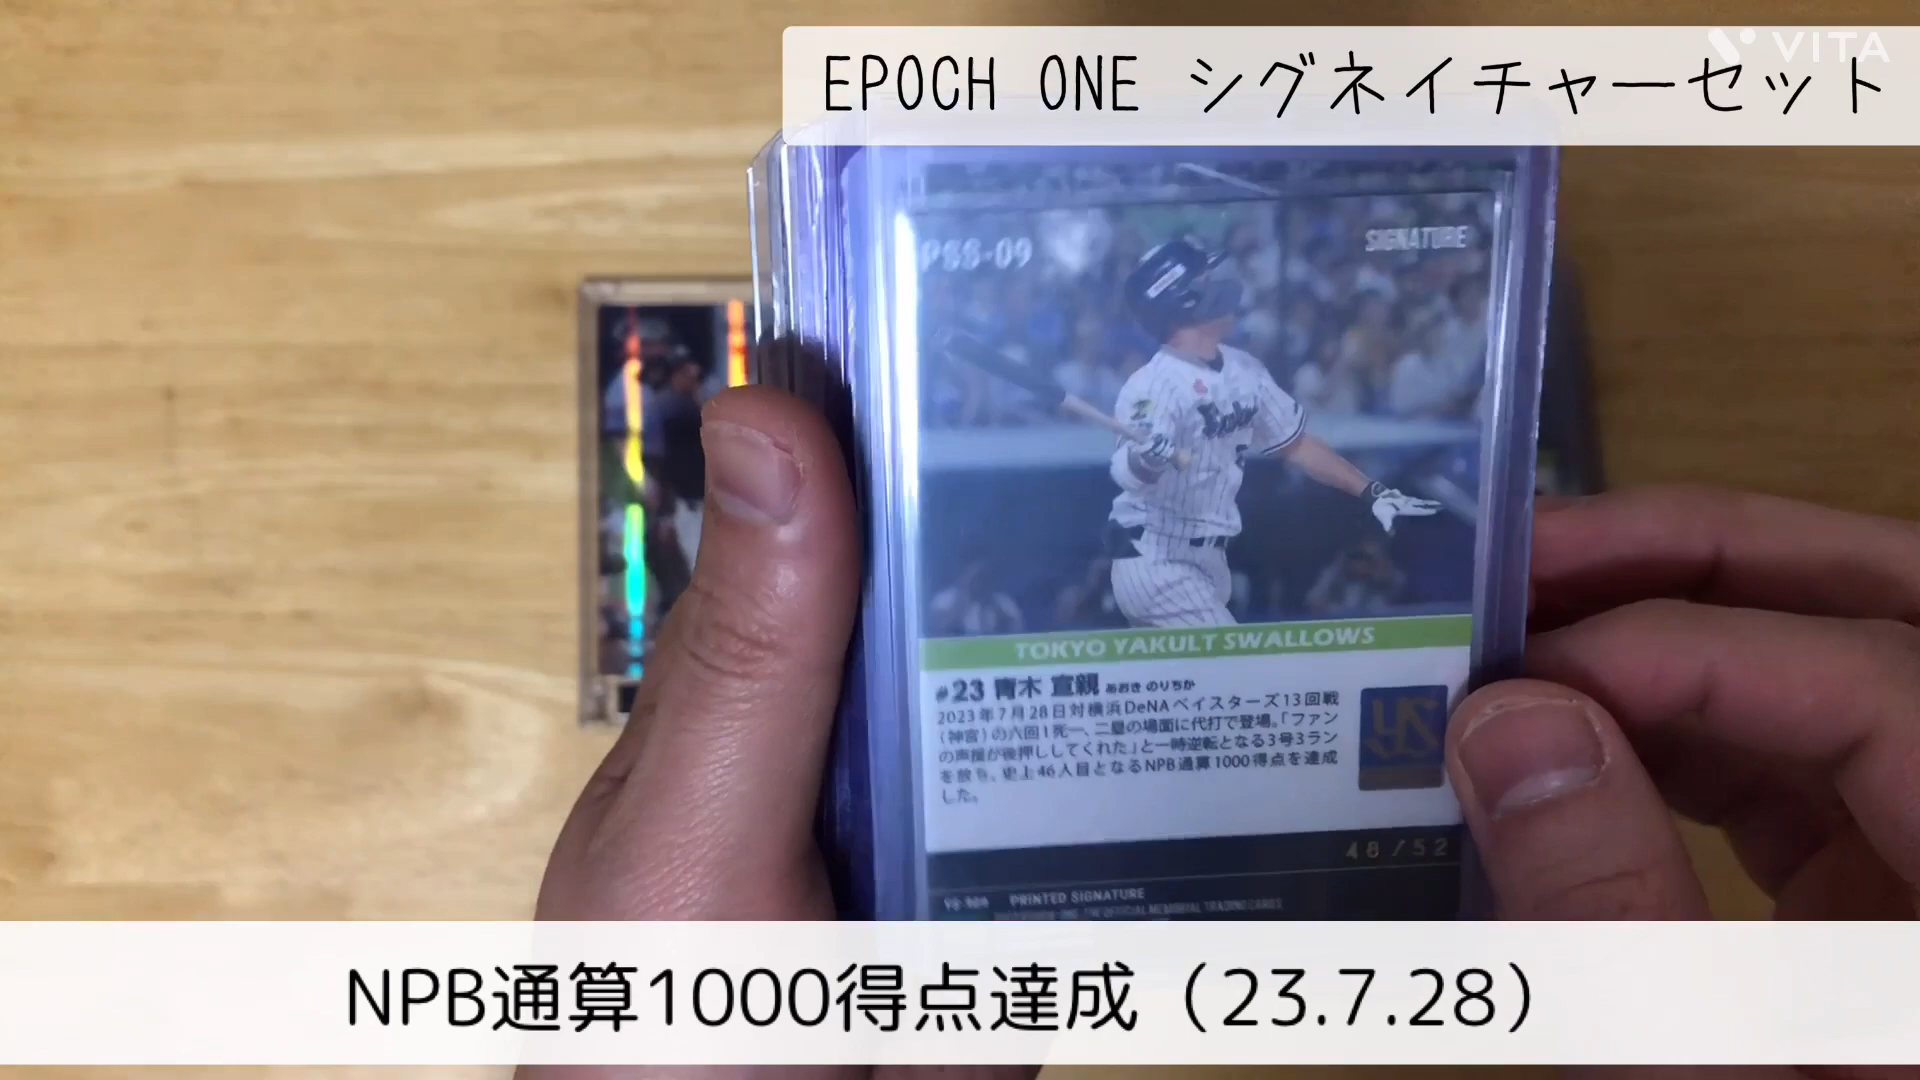 VITA
EPOCH ONE シグネイチャーセット
PSS-09
SIGNATURE
TOKYO YAKULT SWALLOWS
#23 青木 宣親 あおき のりちか
2023年7月28日対横浜DeNAベイスターズ13回戦
(神宮)の六回1死一、二塁の場面に代打で登場。「ファン
の声援が後押ししてくれた」と一時逆転となる3号3ラン
を放ち、史上46人目となるNPB通算1000得点を達成
した。
YS
48/52
PRINTED SIGNATURE
NPB通算1000得点達成（23.7.28）